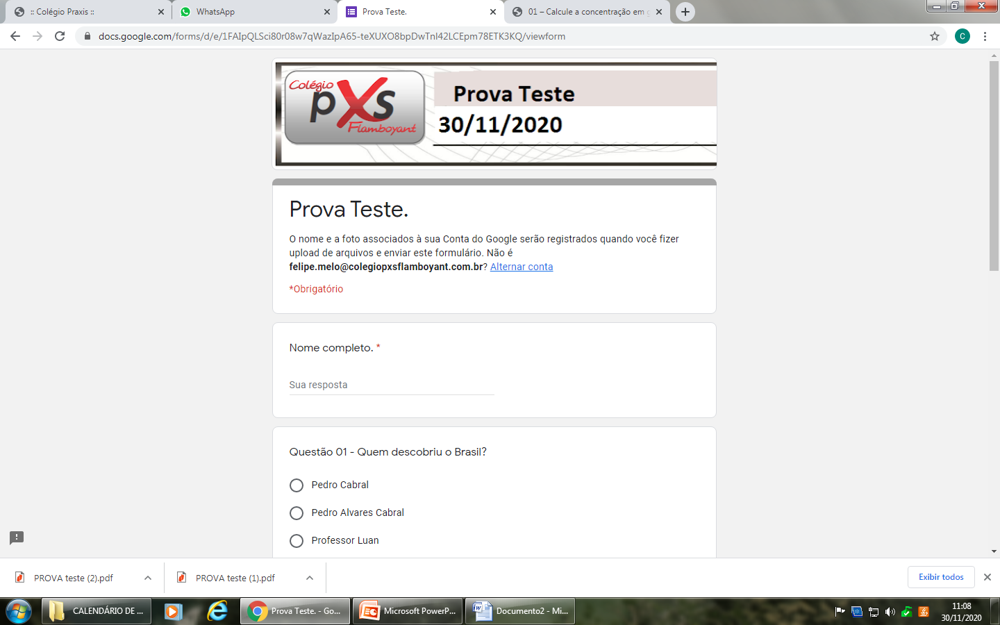 :: Colégio Praxis ::
WhatsApp
Prova Teste.
01 – Calcule a concentração em g
docs.google.com/forms/d/e/1FAIpQLSci80r08w7qWazIpA65-teXUXO8bpDwTnl42LCEpm78ETK3KQ/viewform
C
Colégio
pXs
Flamboyant
Prova Teste
30/11/2020
Prova Teste.
O nome e a foto associados à sua Conta do Google serão registrados quando você fizer
upload de arquivos e enviar este formulário. Não é
felipe.melo@colegiopxsflamboyant.com.br? Alternar conta
*Obrigatório
Nome completo. *
Sua resposta
Questão 01 - Quem descobriu o Brasil?
Pedro Cabral
Pedro Alvares Cabral
Professor Luan
PROVA teste (2).pdf
PROVA teste (1).pdf
Exibir todos
CALENDÁRIO DE ...
Prova Teste. - Go...
Microsoft PowerP...
Documento2 - Mi...
11:08
30/11/2020